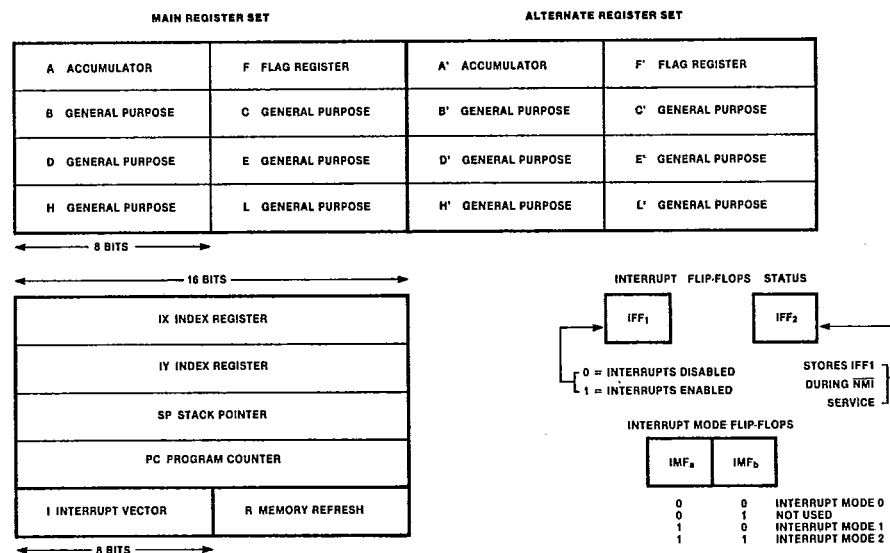 MAIN REGISTER SET
ALTERNATE REGISTER SET
A ACCUMULATOR
F FLAG REGISTER
A' ACCUMULATOR
F' FLAG REGISTER
B GENERAL PURPOSE
C GENERAL PURPOSE
B' GENERAL PURPOSE
C' GENERAL PURPOSE
D GENERAL PURPOSE
E GENERAL PURPOSE
D' GENERAL PURPOSE
E' GENERAL PURPOSE
H GENERAL PURPOSE
L GENERAL PURPOSE
H' GENERAL PURPOSE
L' GENERAL PURPOSE
8 BITS
16 BITS
IX INDEX REGISTER
IY INDEX REGISTER
SP STACK POINTER
PC PROGRAM COUNTER
I INTERRUPT VECTOR
R MEMORY REFRESH
8 BITS
INTERRUPT FLIP-FLOPS STATUS
IFF₁
IFF₂
0 = INTERRUPTS DISABLED
1 = INTERRUPTS ENABLED
STORES IFF1
DURING N̅M̅I̅
SERVICE
INTERRUPT MODE FLIP-FLOPS
IMFₐ
IMFb
0 0 INTERRUPT MODE 0
0 1 NOT USED
1 0 INTERRUPT MODE 1
1 1 INTERRUPT MODE 2